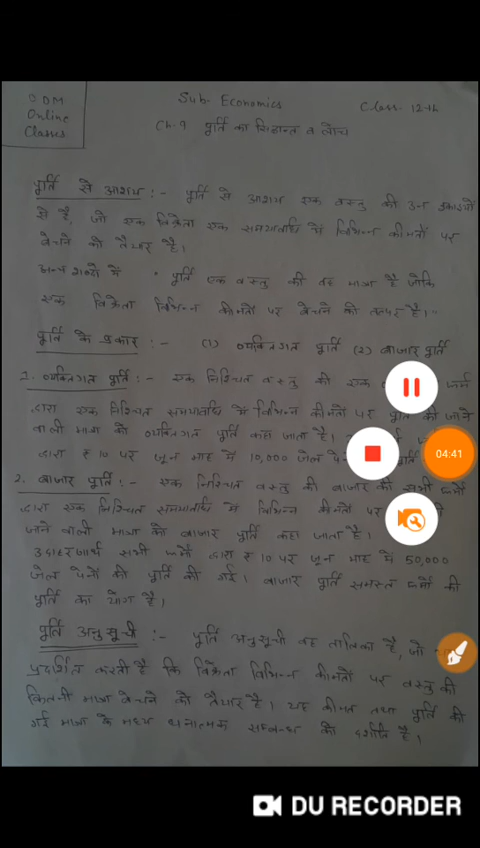 ODM
Online
Classes
Sub- Economics
Class- 12th
Ch-9 पूर्ति का सिद्धान्त व लोच
पूर्ति से आशय :- पूर्ति से आशय एक वस्तु की उन इकाइयों
से है, जो एक विक्रेता एक समयावधि में विभिन्न कीमतों पर
बेचने को तैयार है।
अन्य शब्दों में "पूर्ति एक वस्तु की वह मात्रा है जोकि
एक विक्रेता विभिन्न कीमतों पर बेचने को तत्पर है।"
पूर्ति के प्रकार :- (1) व्यक्तिगत पूर्ति (2) बाजार पूर्ति
1. व्यक्तिगत पूर्ति :- एक निश्चित वस्तु की एक फर्म
द्वारा एक निश्चित समयावधि में विभिन्न कीमतों पर पूर्ति की जाने
वाली मात्रा को व्यक्तिगत पूर्ति कहा जाता है।
द्वारा ₹ 10 पर जून माह में 10,000 जेल पूर्ति
2. बाजार पूर्ति :- एक निश्चित वस्तु की बाजार की सभी फर्मों
द्वारा एक निश्चित समयावधि में विभिन्न कीमतों पर
जाने वाली मात्रा को बाजार पूर्ति कहा जाता है।
उदाहरणार्थ सभी फर्मों द्वारा ₹ 10 पर जून माह में 50,000
जेल पेनों की पूर्ति की गई। बाजार पूर्ति समस्त फर्मों की
पूर्ति का योग है।
पूर्ति अनुसूची :- पूर्ति अनुसूची वह तालिका है, जो
प्रदर्शित करती है कि विक्रेता विभिन्न कीमतों पर वस्तु की
कितनी मात्रा बेचने को तैयार है। यह कीमत तथा पूर्ति की
गई मात्रा के मध्य धनात्मक सम्बन्ध को दर्शाति है।
04:41
DU RECORDER